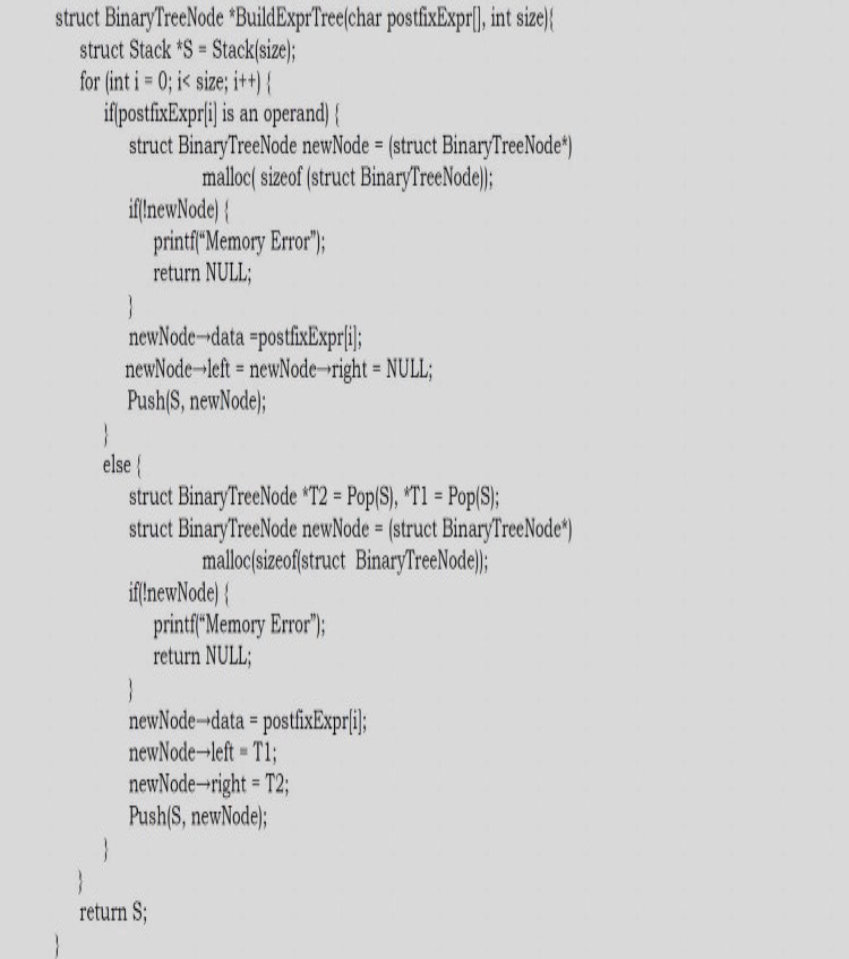 struct BinaryTreeNode *BuildExprTree(char postfixExpr[], int size){
struct Stack *S = Stack(size);
for (int i = 0; i< size; i++) {
if(postfixExpr[i] is an operand) {
struct BinaryTreeNode newNode = (struct BinaryTreeNode*)
malloc( sizeof (struct BinaryTreeNode));
if(!newNode) {
printf(“Memory Error”);
return NULL;
}
newNode→data =postfixExpr[i];
newNode→left = newNode→right = NULL;
Push(S, newNode);
}
else {
struct BinaryTreeNode *T2 = Pop(S), *T1 = Pop(S);
struct BinaryTreeNode newNode = (struct BinaryTreeNode*)
malloc(sizeof(struct BinaryTreeNode));
if(!newNode) {
printf(“Memory Error”);
return NULL;
}
newNode→data = postfixExpr[i];
newNode→left = T1;
newNode→right = T2;
Push(S, newNode);
}
}
return S;
}